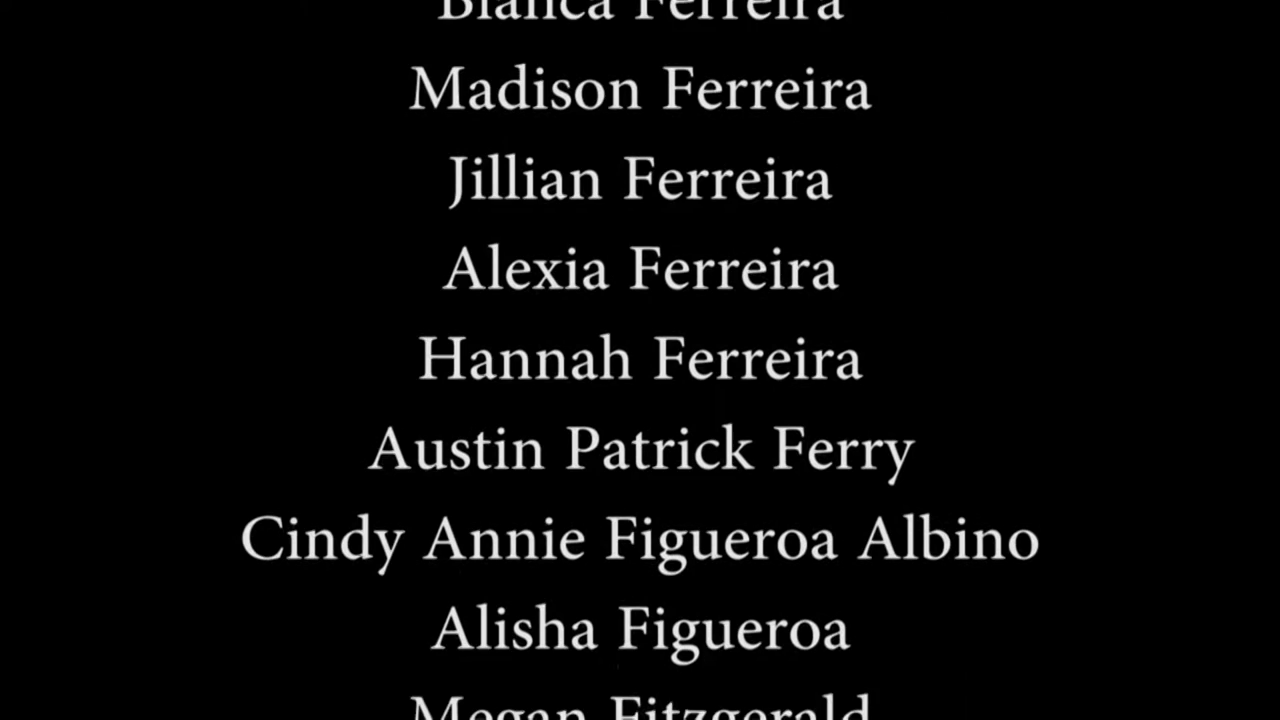 Bianca Ferreira
Madison Ferreira
Jillian Ferreira
Alexia Ferreira
Hannah Ferreira
Austin Patrick Ferry
Cindy Annie Figueroa Albino
Alisha Figueroa
Megan Fitzgerald